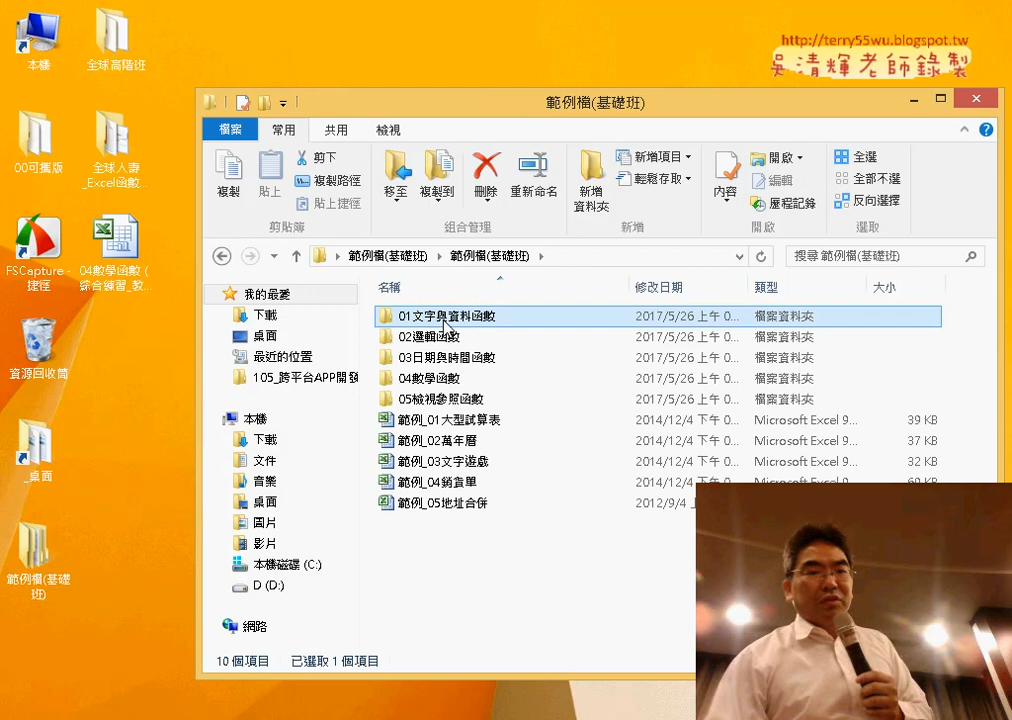 http://terry55wu.blogspot.tw
吳清輝老師錄製
本機
全球高階班
00可攜版
全球人壽
_Excel函數...
FSCapture -
捷徑
04數學函數 (
綜合練習_教...
資源回收筒
_桌面
範例檔(基礎
班)
範例檔(基礎班)
檔案
常用
共用
檢視
複製
貼上
剪下
複製路徑
貼上捷徑
剪貼簿
移至
複製到
刪除
重新命名
組合管理
新增
資料夾
新增項目
輕鬆存取
新增
內容
開啟
編輯
歷程記錄
開啟
全選
全部不選
反向選擇
選取
範例檔(基礎班)
範例檔(基礎班)
搜尋 範例檔(基礎班)
名稱
修改日期
類型
大小
我的最愛
下載
桌面
最近的位置
105_跨平台APP開發
本機
下載
文件
音樂
桌面
圖片
影片
本機磁碟 (C:)
D (D:)
網路
01文字與資料函數 2017/5/26 上午 0... 檔案資料夾
02邏輯函數 2017/5/26 上午 0... 檔案資料夾
03日期與時間函數 2017/5/26 上午 0... 檔案資料夾
04數學函數 2017/5/26 上午 0... 檔案資料夾
05檢視參照函數 2017/5/26 上午 0... 檔案資料夾
範例_01大型試算表 2014/12/4 下午 0... Microsoft Excel 9... 39 KB
範例_02萬年曆 2014/12/4 下午 0... Microsoft Excel 9... 37 KB
範例_03文字遊戲 2014/12/4 下午 0... Microsoft Excel 9... 32 KB
範例_04銷貨單 2014/12/4 下午 0... Microsoft Excel 9... 60 KB
範例_05地址合併 2012/9/4
10 個項目
已選取 1 個項目